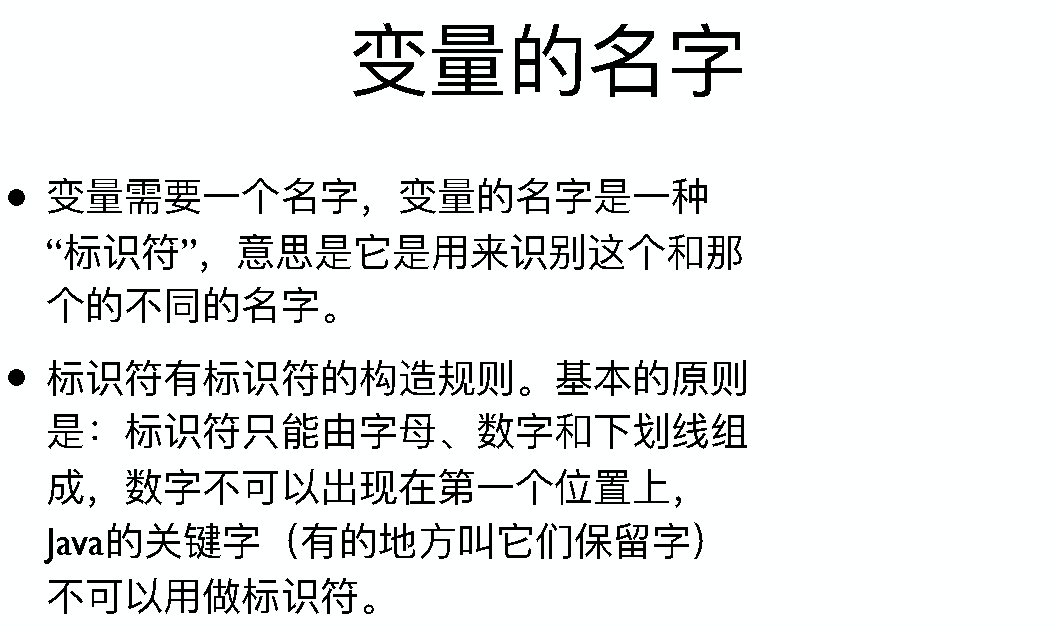 变量的名字
• 变量需要一个名字，变量的名字是一种
“标识符”，意思是它是用来识别这个和那
个的不同的名字。
• 标识符有标识符的构造规则。基本的原则
是：标识符只能由字母、数字和下划线组
成，数字不可以出现在第一个位置上，
Java的关键字（有的地方叫它们保留字）
不可以用做标识符。